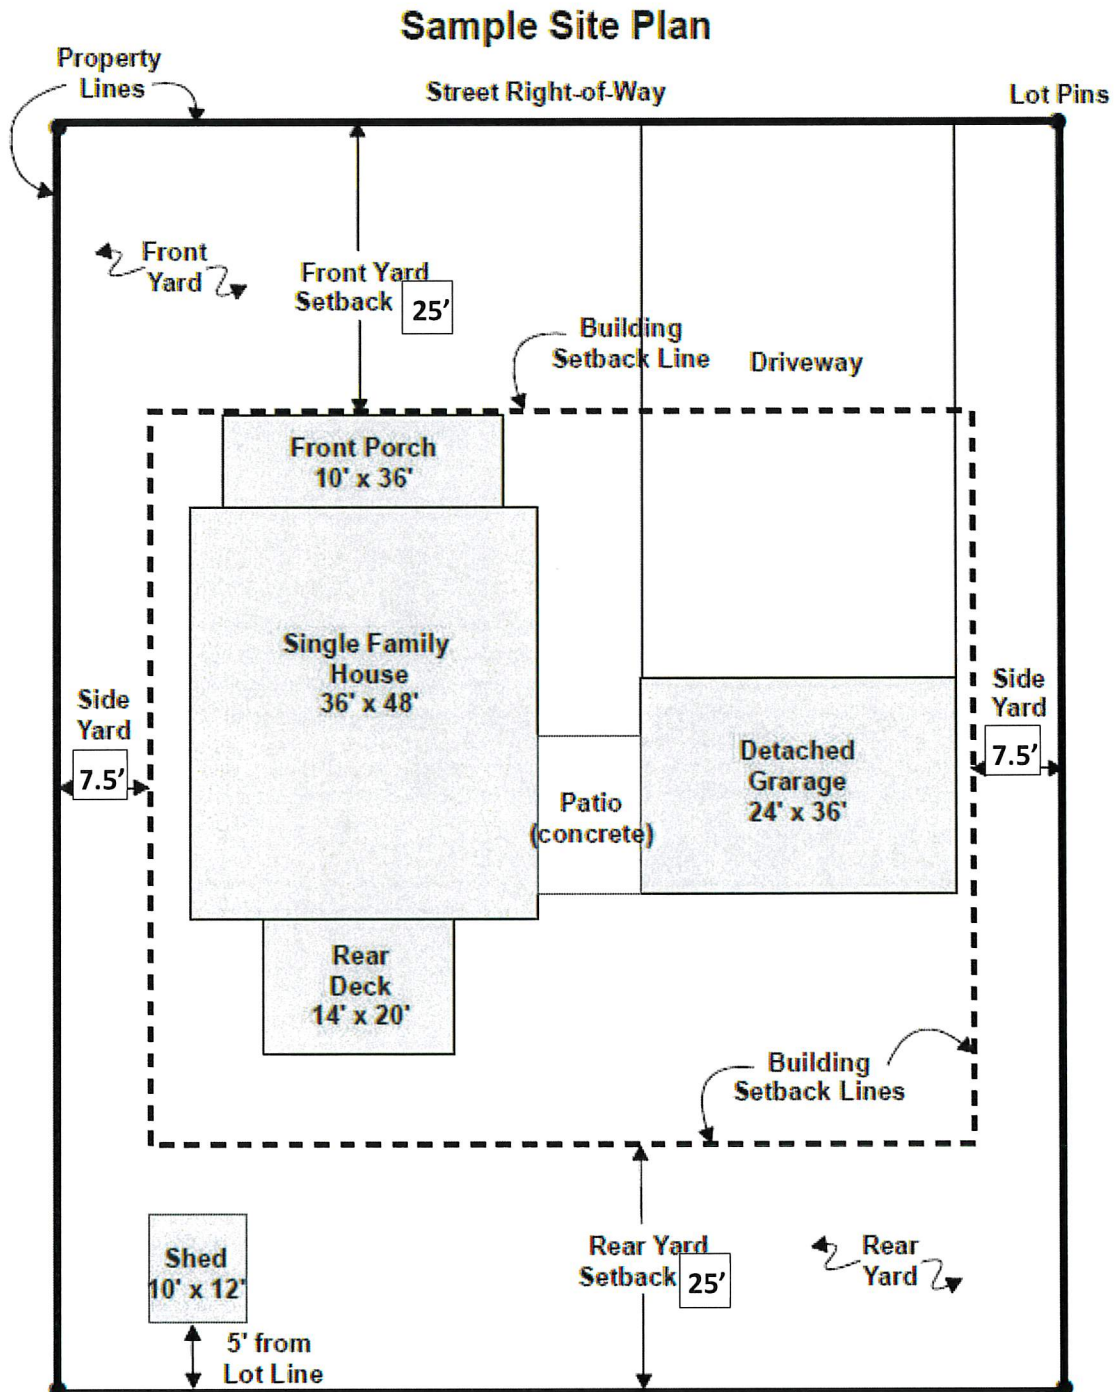 Sample Site Plan
Property
Lines
Street Right-of-Way
Lot Pins
Front
Yard
Front Yard
Setback 25'
Building
Setback Line
Driveway
Front Porch
10' x 36'
Single Family
House
36' x 48'
Side
Yard
7.5'
Side
Yard
7.5'
Detached
Grarage
24' x 36'
Patio
(concrete)
Rear
Deck
14' x 20'
Building
Setback Lines
Shed
10' x 12'
Rear Yard
Setback 25'
Rear
Yard
5' from
Lot Line